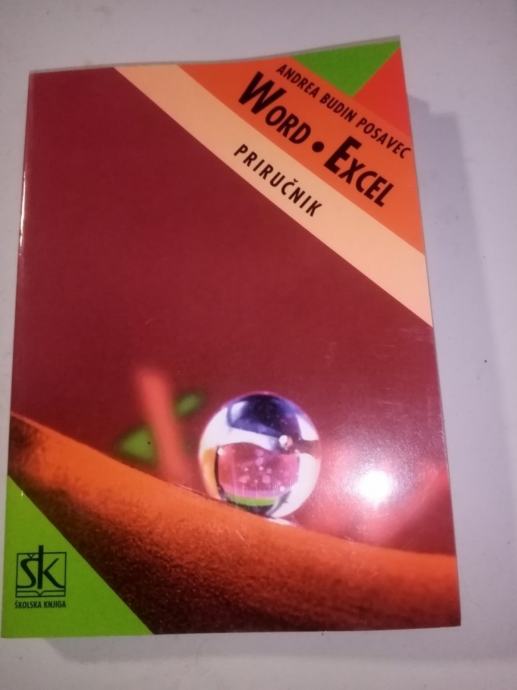 ANDREA BUDIN POSAVEC
WORD • EXCEL
PRIRUČNIK
ŠK
ŠKOLSKA KNJIGA